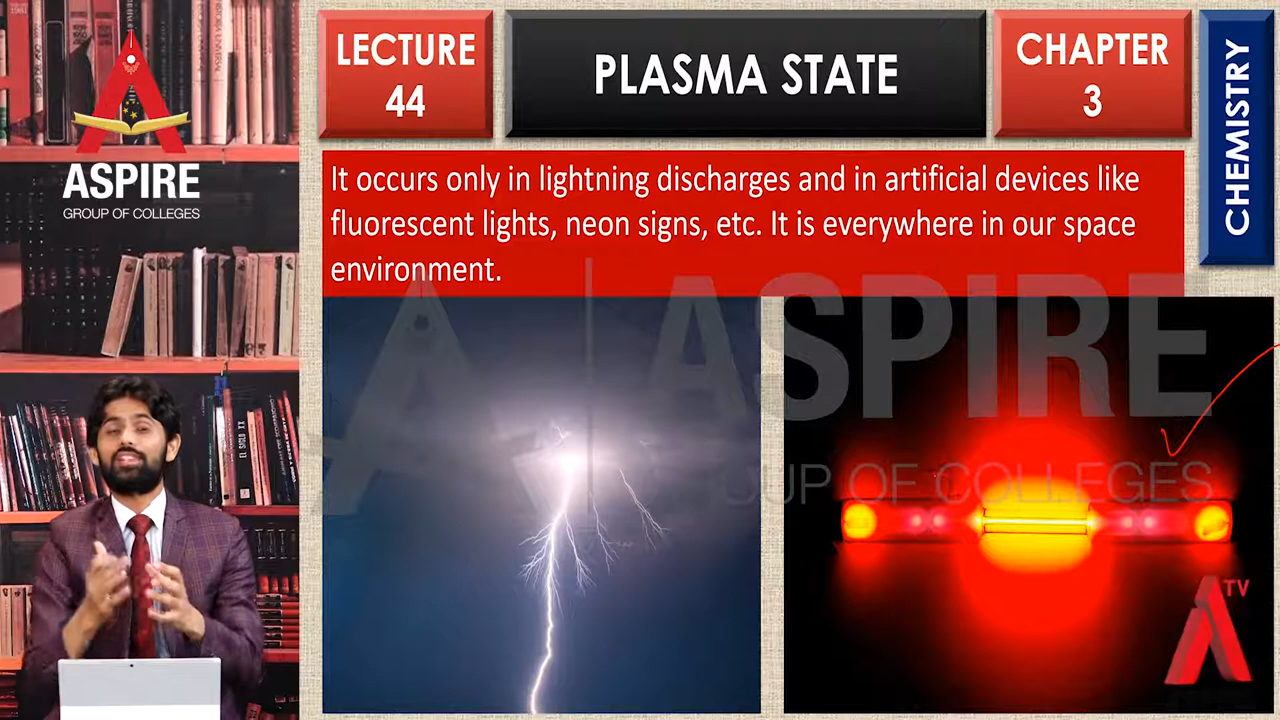 ASPIRE
GROUP OF COLLEGES
LECTURE
44
PLASMA STATE
CHAPTER
3
CHEMISTRY
It occurs only in lightning discharges and in artificial devices like
fluorescent lights, neon signs, etc. It is everywhere in our space
environment.
ASPIRE
GROUP OF COLLEGES
TV